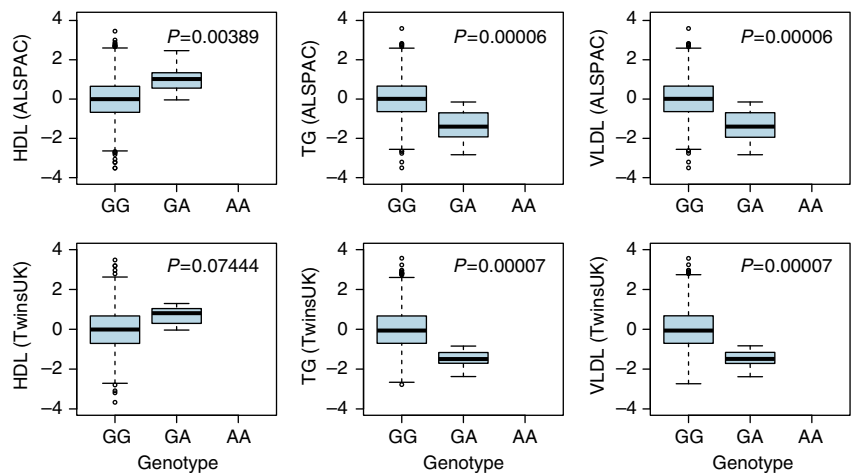 HDL (ALSPAC)
4
2
0
–2
–4
P=0.00389
GG GA AA
TG (ALSPAC)
4
2
0
–2
–4
P=0.00006
GG GA AA
VLDL (ALSPAC)
4
2
0
–2
–4
P=0.00006
GG GA AA
HDL (TwinsUK)
4
2
0
–2
–4
P=0.07444
GG GA AA
Genotype
TG (TwinsUK)
4
2
0
–2
–4
P=0.00007
GG GA AA
Genotype
VLDL (TwinsUK)
4
2
0
–2
–4
P=0.00007
GG GA AA
Genotype